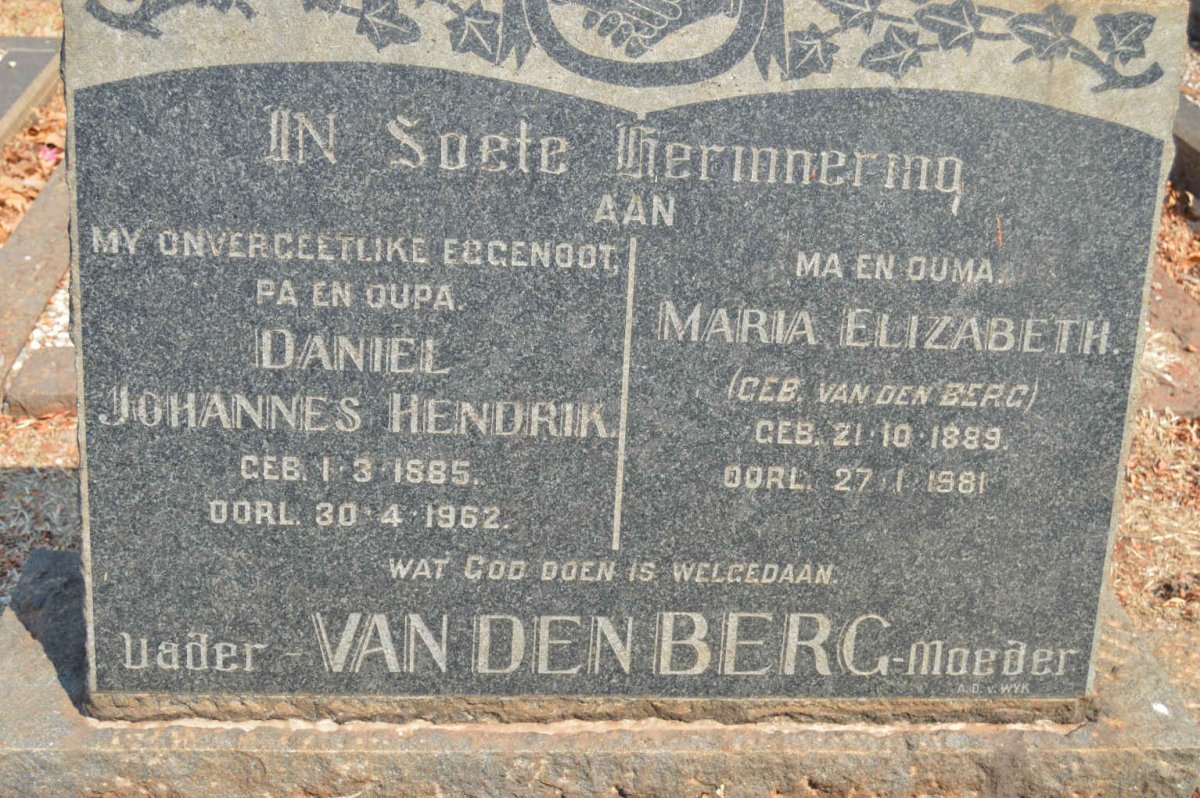 In Soete Herinnering
AAN
MY ONVERGEETLIKE EGGENOOT,
PA EN OUPA.
DANIEL
JOHANNES HENDRIK.
GEB. 1·3·1885.
OORL. 30·4·1962.
MA EN OUMA.
MARIA ELIZABETH.
(GEB. VAN DEN BERG)
GEB. 21·10·1889.
OORL. 27·1·1981
WAT GOD DOEN IS WELGEDAAN.
Vader - VAN DEN BERG - Moeder
A.D. v. WYK